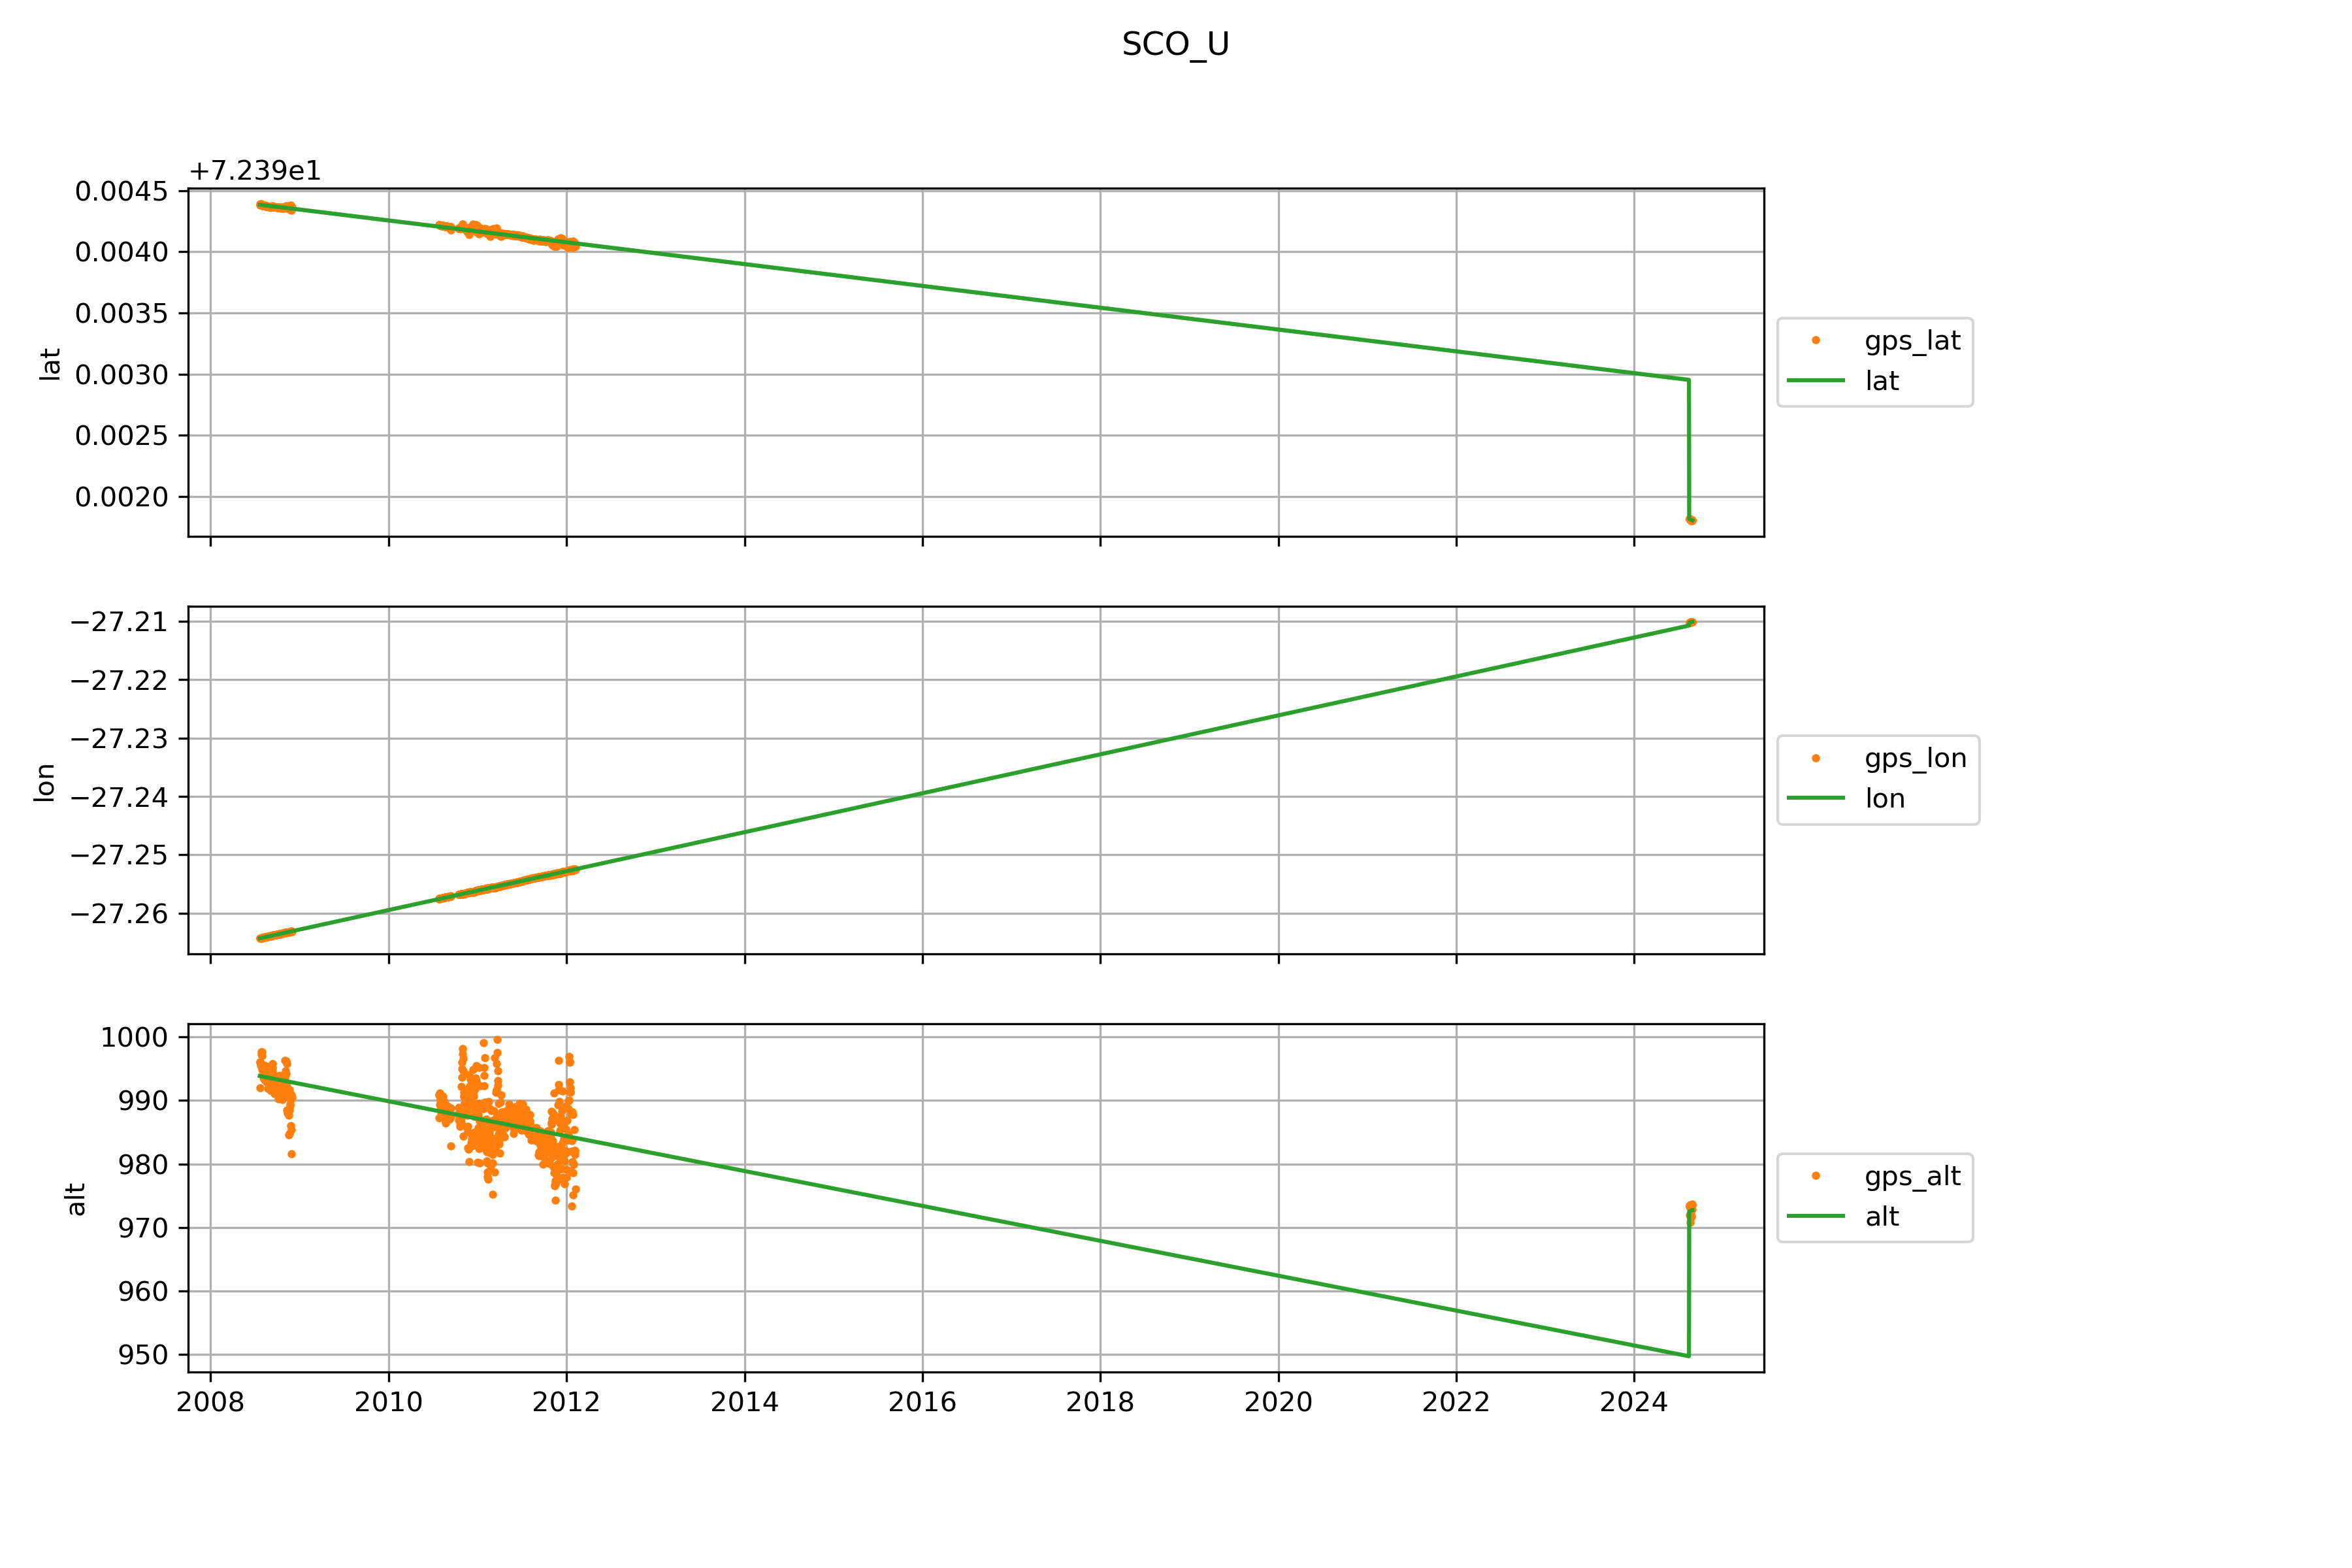 SCO_U
+7.239e1
0.0045
0.0040
0.0035
0.0030
0.0025
0.0020
lat
gps_lat
lat
−27.21
−27.22
−27.23
−27.24
−27.25
−27.26
lon
gps_lon
lon
1000
990
980
970
960
950
alt
gps_alt
alt
2008 2010 2012 2014 2016 2018 2020 2022 2024